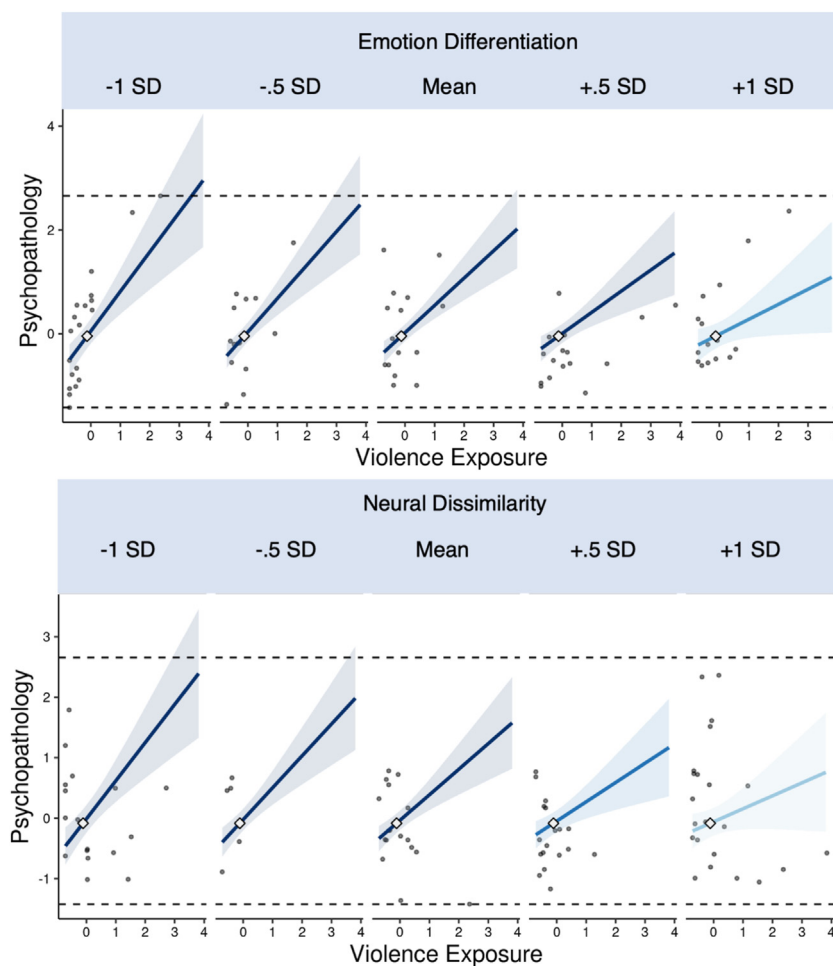 Emotion Differentiation
-1 SD -.5 SD Mean +.5 SD +1 SD
4
2
0
Psychopathology
0 1 2 3 4 0 1 2 3 4 0 1 2 3 4 0 1 2 3 4 0 1 2 3
Violence Exposure
Neural Dissimilarity
-1 SD -.5 SD Mean +.5 SD +1 SD
3
2
1
0
-1
Psychopathology
0 1 2 3 4 0 1 2 3 4 0 1 2 3 4 0 1 2 3 4 0 1 2 3 4
Violence Exposure